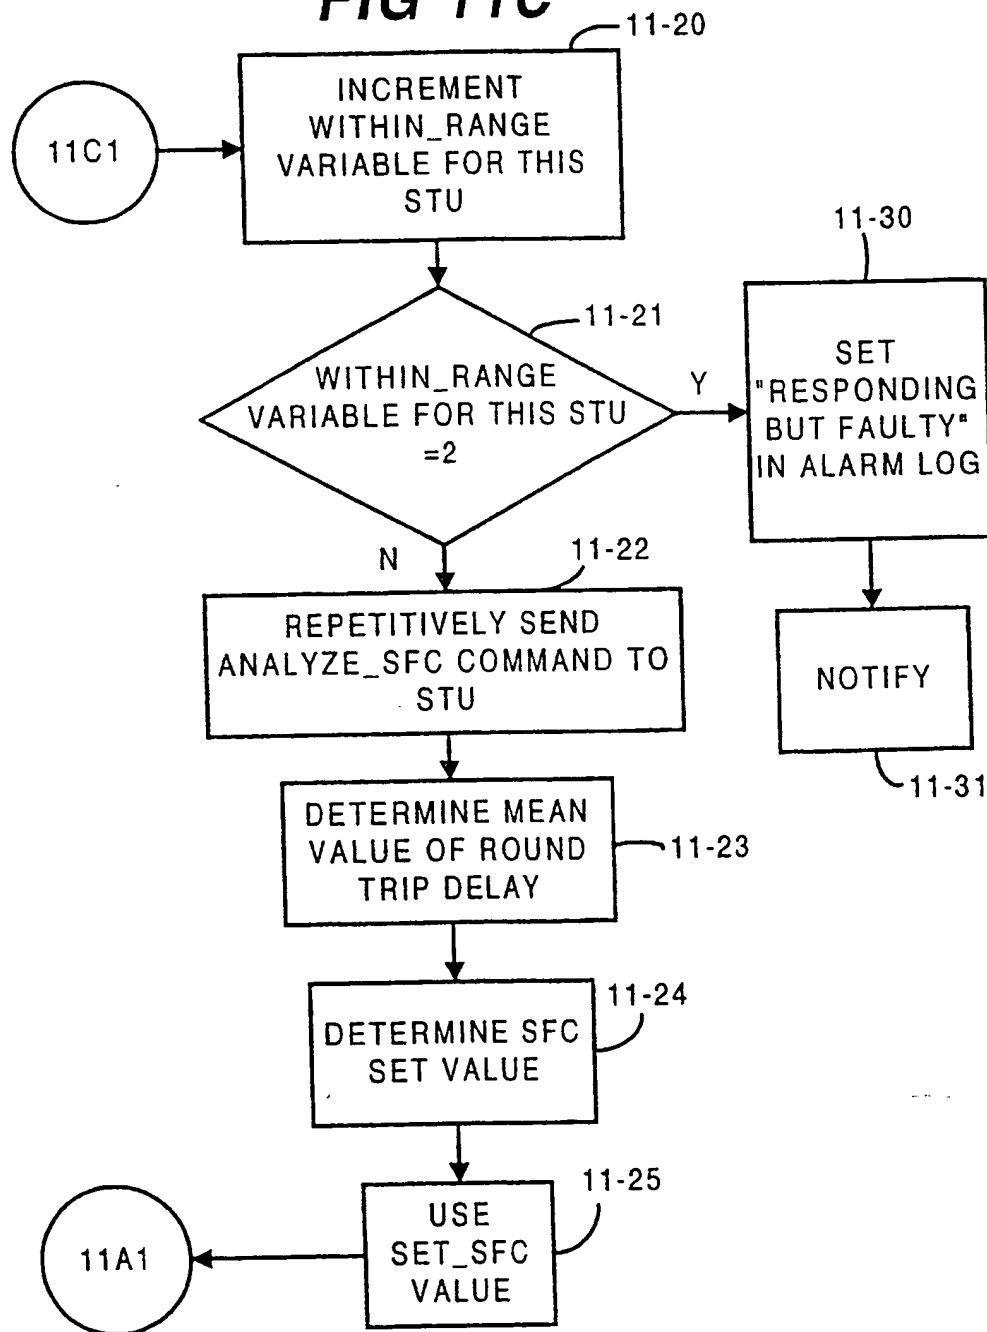 FIG 11C
11-20
INCREMENT
WITHIN_RANGE
VARIABLE FOR THIS
STU
11C1
11-30
11-21
WITHIN_RANGE
VARIABLE FOR THIS STU
=2
Y
SET
"RESPONDING
BUT FAULTY"
IN ALARM LOG
N
11-22
REPETITIVELY SEND
ANALYZE_SFC COMMAND TO
STU
NOTIFY
11-31
DETERMINE MEAN
VALUE OF ROUND
TRIP DELAY
11-23
11-24
DETERMINE SFC
SET VALUE
11-25
USE
SET_SFC
VALUE
11A1